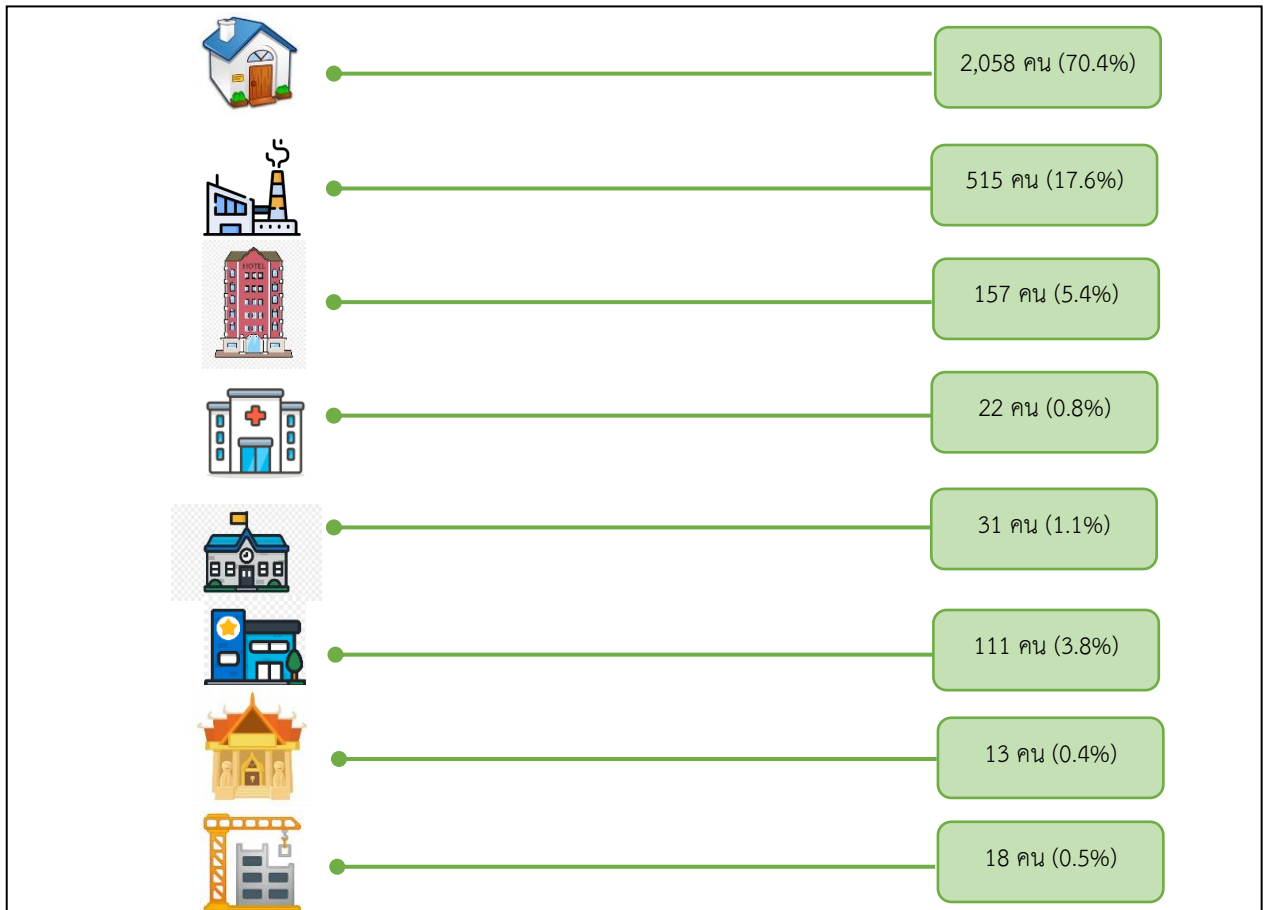 2,058 คน (70.4%)
515 คน (17.6%)
HOTEL
157 คน (5.4%)
22 คน (0.8%)
31 คน (1.1%)
111 คน (3.8%)
13 คน (0.4%)
18 คน (0.5%)